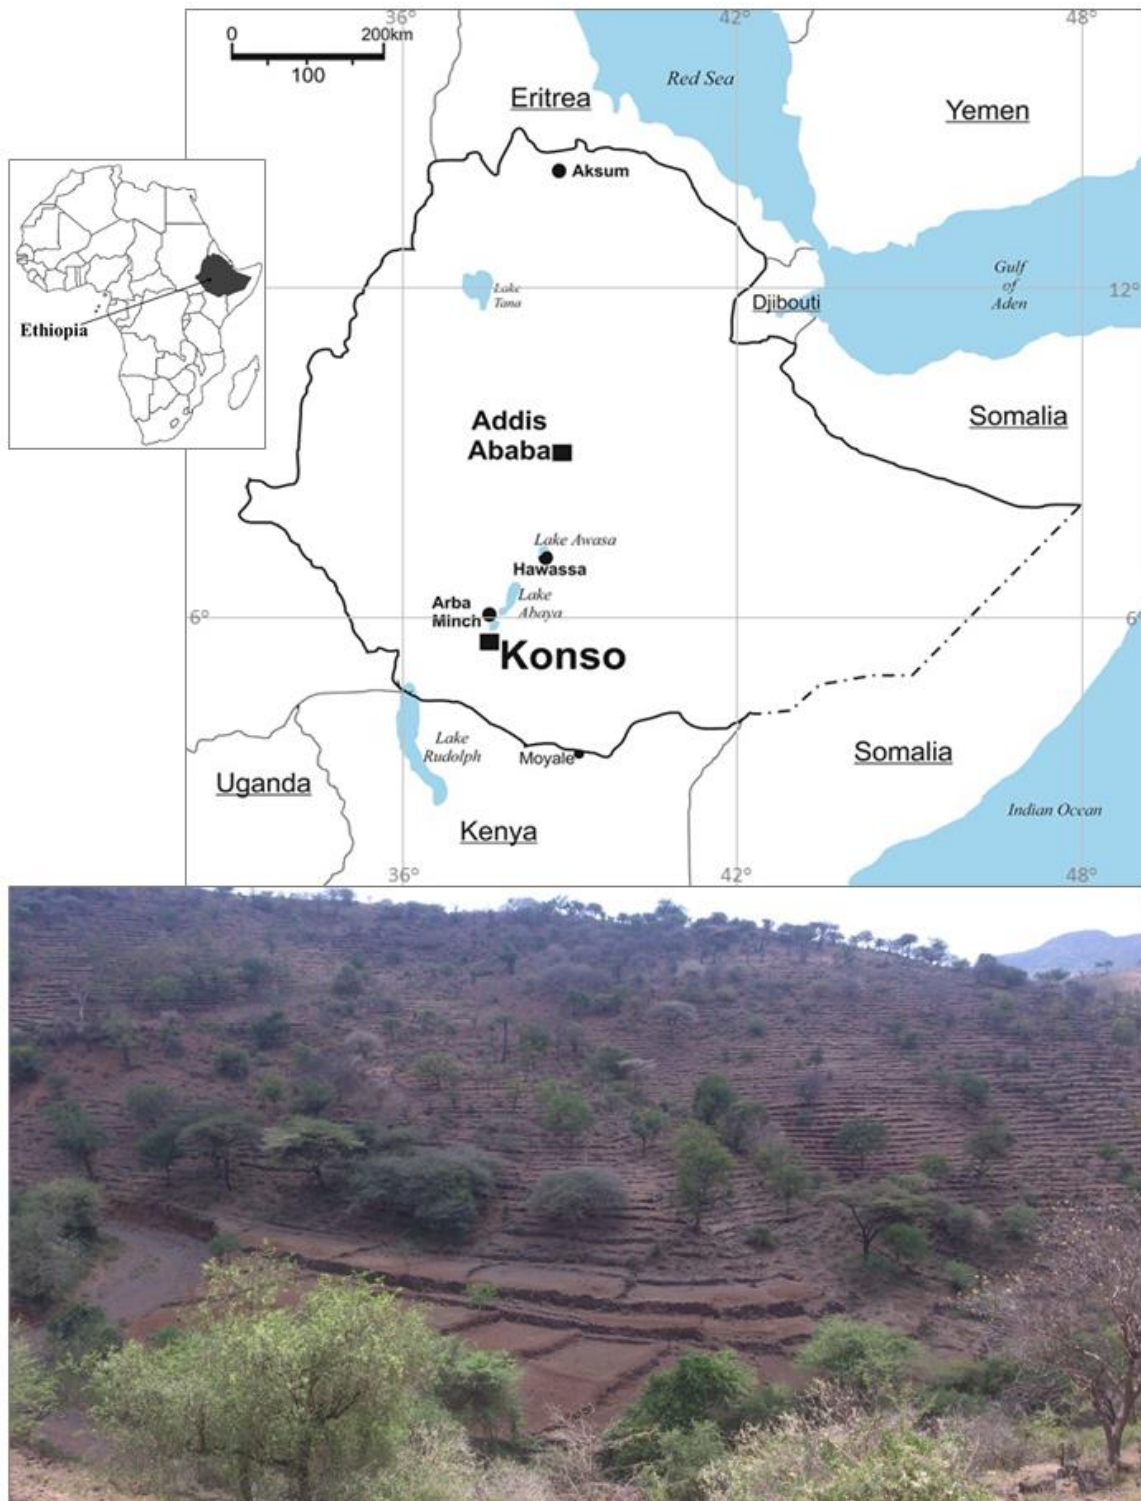 36°
42°
48°
0
200km
100
Red Sea
Eritrea
Yemen
Aksum
Lake
Tana
Gulf
of
Aden
12°
Djibouti
Ethiopia
Addis
Ababa
Somalia
Lake Awasa
Hawassa
Arba
Minch
Lake
Abaya
6°
6°
Konso
Lake
Rudolph
Moyale
Somalia
Uganda
Kenya
Indian Ocean
36°
42°
48°